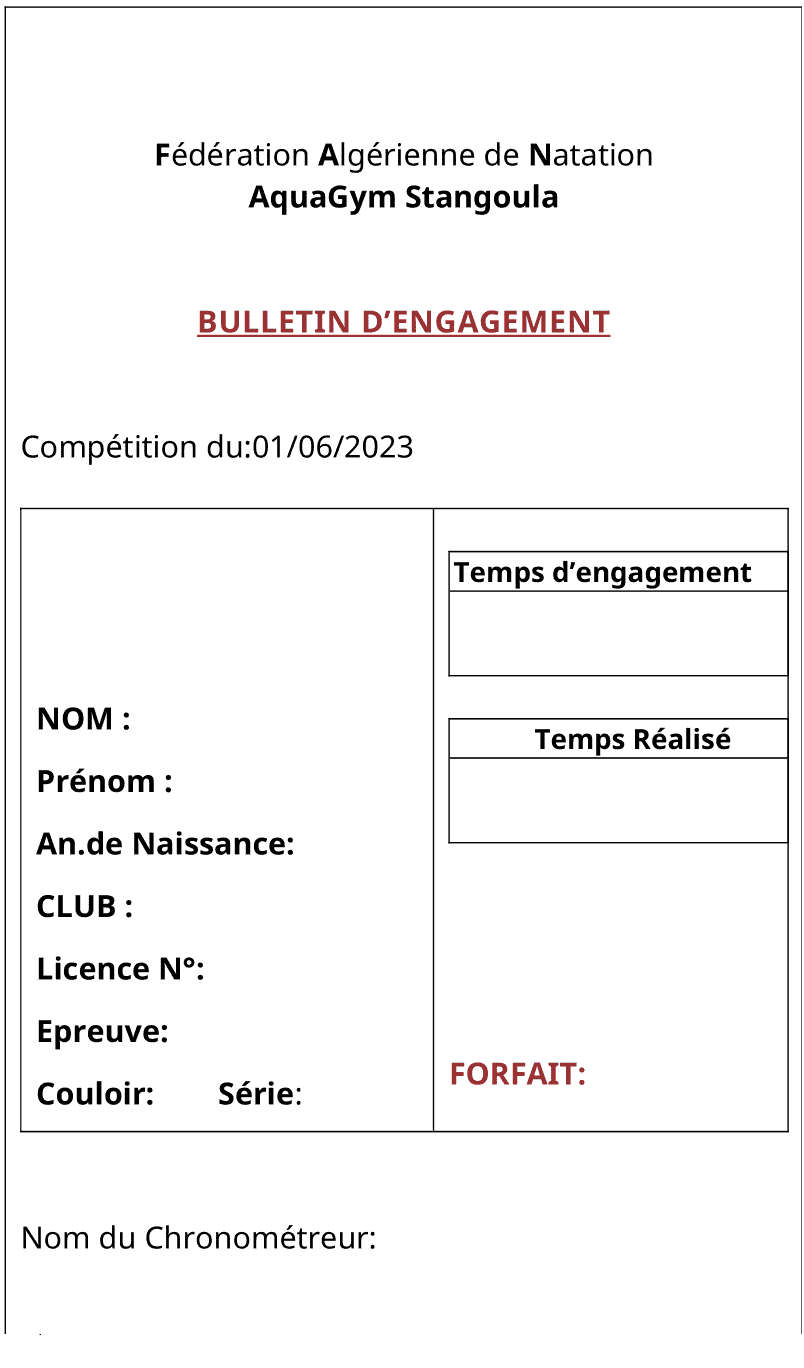 Fédération Algérienne de Natation
AquaGym Stangoula
BULLETIN D’ENGAGEMENT
Compétition du:01/06/2023
NOM :
Prénom :
An.de Naissance:
CLUB :
Licence N°:
Epreuve:
Couloir: Série:
Temps d’engagement
Temps Réalisé
FORFAIT:
Nom du Chronométreur: